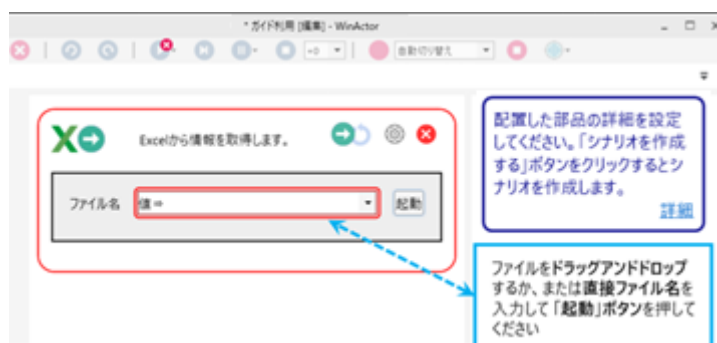 * ガイド利用 [編集] - WinActor
自動切り替え
Excelから情報を取得します。
ファイル名
値⇒
起動
配置した部品の詳細を設定
してください。「シナリオを作成
する」ボタンをクリックするとシ
ナリオを作成します。
詳細
ファイルをドラッグアンドドロップ
するか、または直接ファイル名を
入力して「起動」ボタンを押して
ください